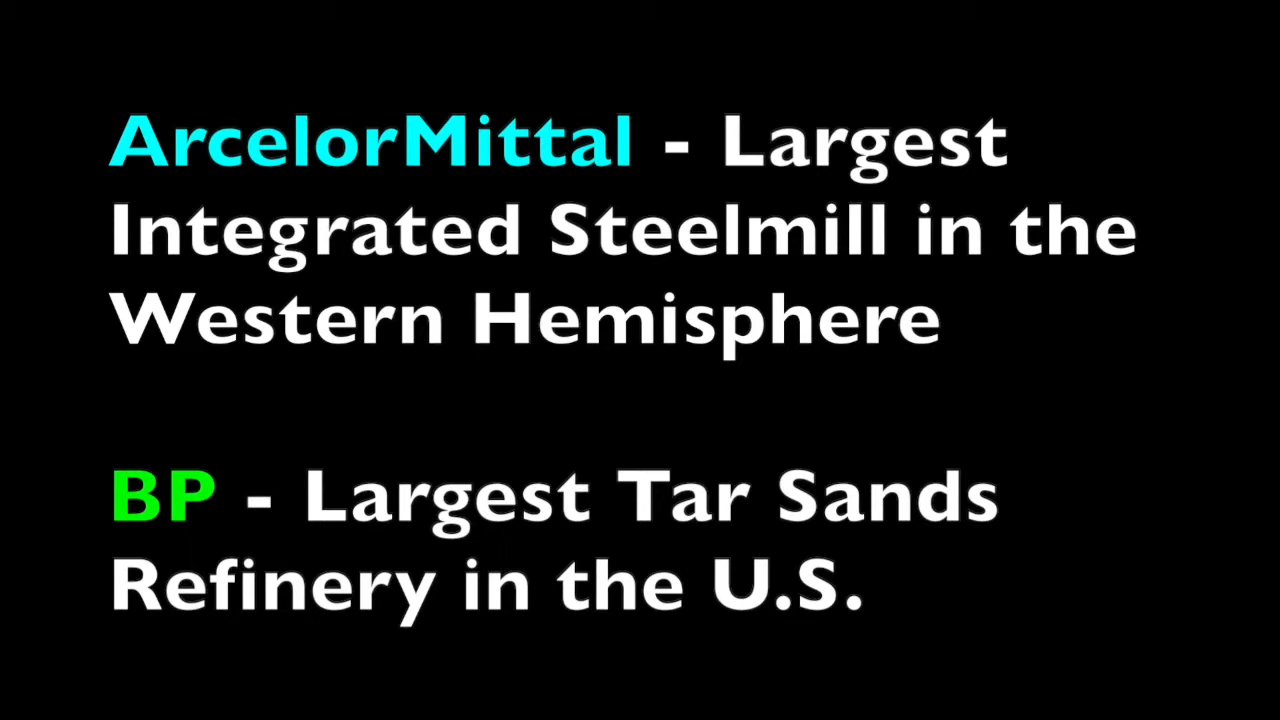 ArcelorMittal - Largest
Integrated Steelmill in the
Western Hemisphere
BP - Largest Tar Sands
Refinery in the U.S.